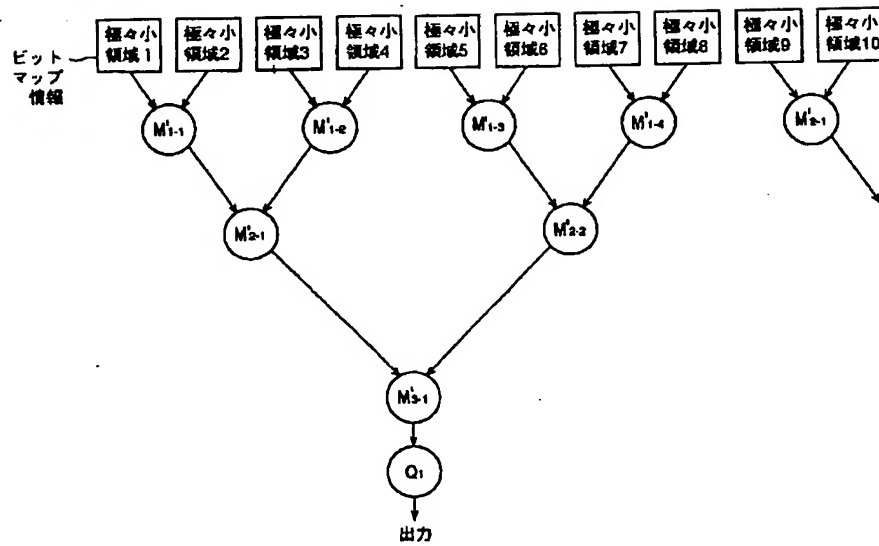 極々小
領域1
極々小
領域2
極々小
領域3
極々小
領域4
極々小
領域5
極々小
領域6
極々小
領域7
極々小
領域8
極々小
領域9
極々小
領域10
ビット
マップ
情報
M'1-1
M'1-2
M'1-3
M'1-4
M'2-1
M'2-1
M'2-2
M'3-1
Q1
出力